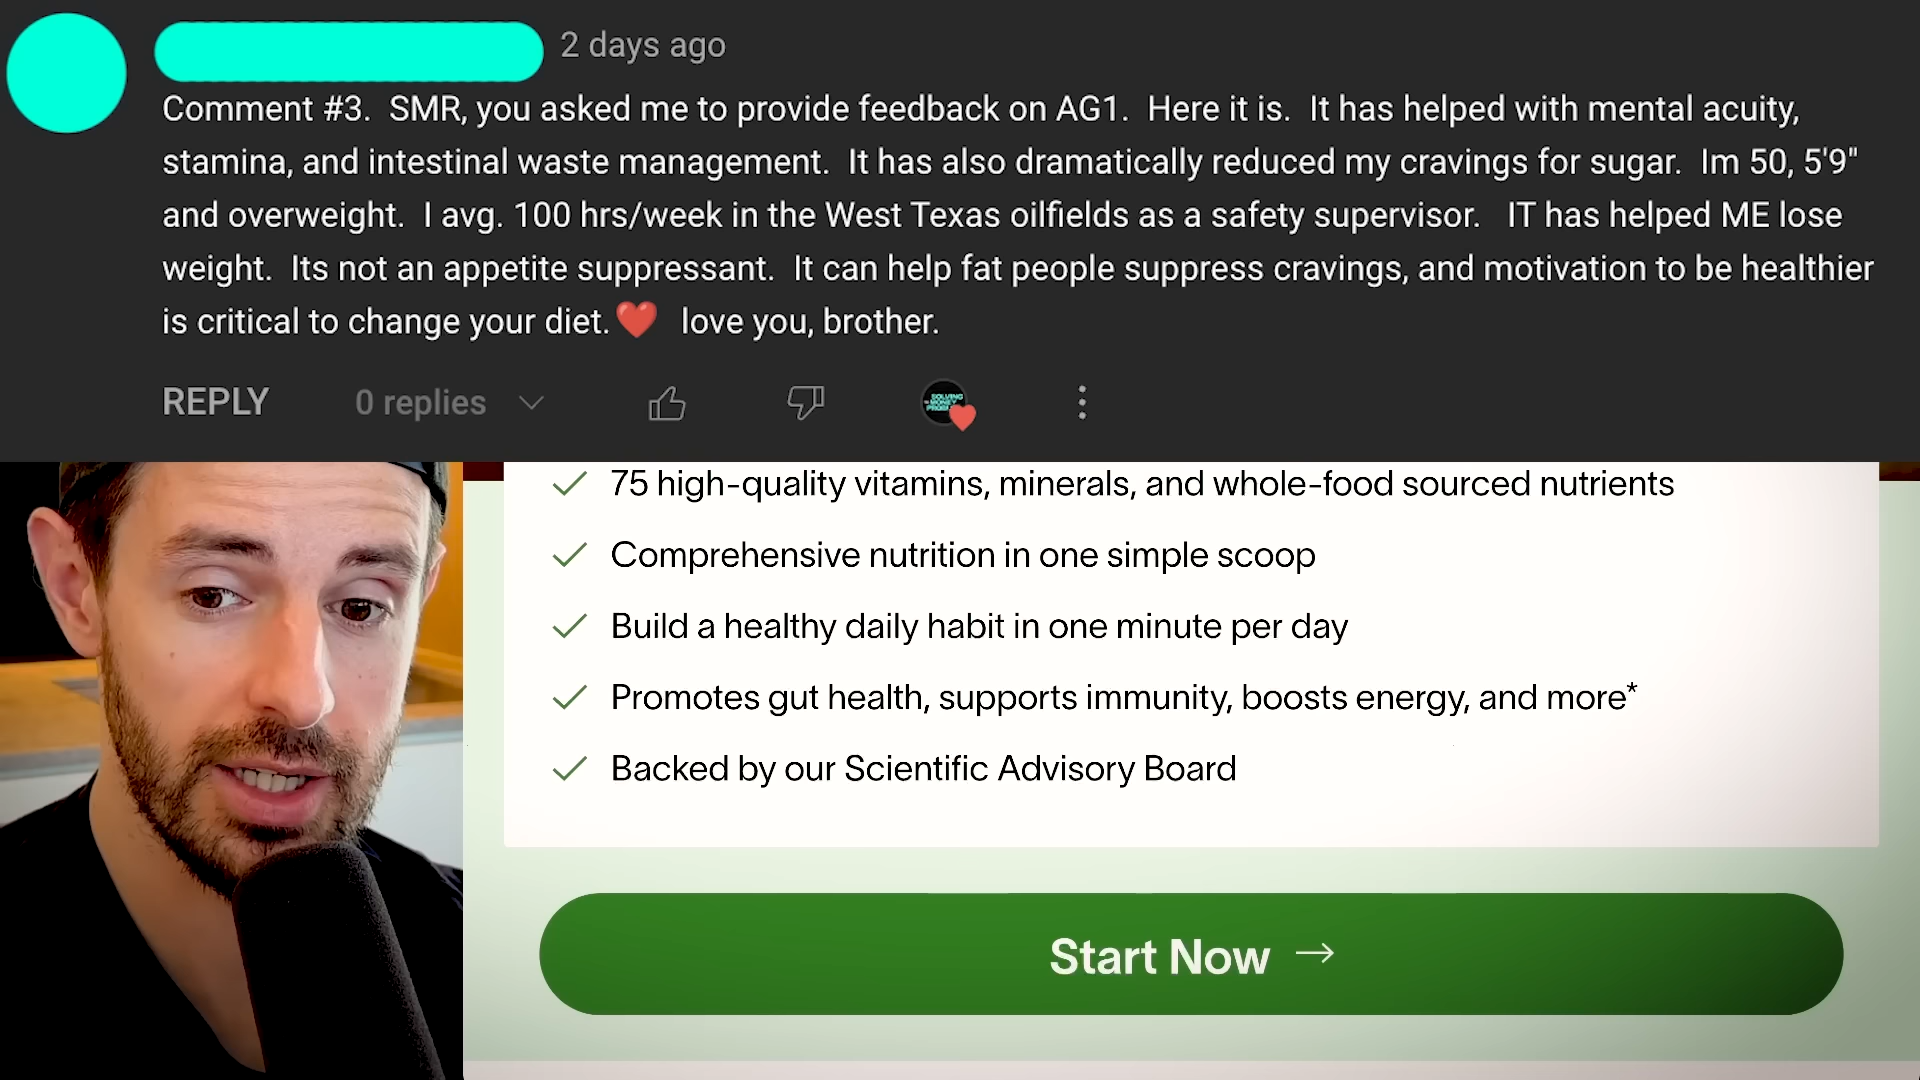 2 days ago
Comment #3.  SMR, you asked me to provide feedback on AG1.  Here it is.  It has helped with mental acuity,
stamina, and intestinal waste management.  It has also dramatically reduced my cravings for sugar.  Im 50, 5'9"
and overweight.  I avg. 100 hrs/week in the West Texas oilfields as a safety supervisor.   IT has helped ME lose
weight.  Its not an appetite suppressant.  It can help fat people suppress cravings, and motivation to be healthier
is critical to change your diet.❤️  love you, brother.
REPLY 0 replies
SOLVING
MONEY
75 high-quality vitamins, minerals, and whole-food sourced nutrients
Comprehensive nutrition in one simple scoop
Build a healthy daily habit in one minute per day
Promotes gut health, supports immunity, boosts energy, and more*
Backed by our Scientific Advisory Board
Start Now →